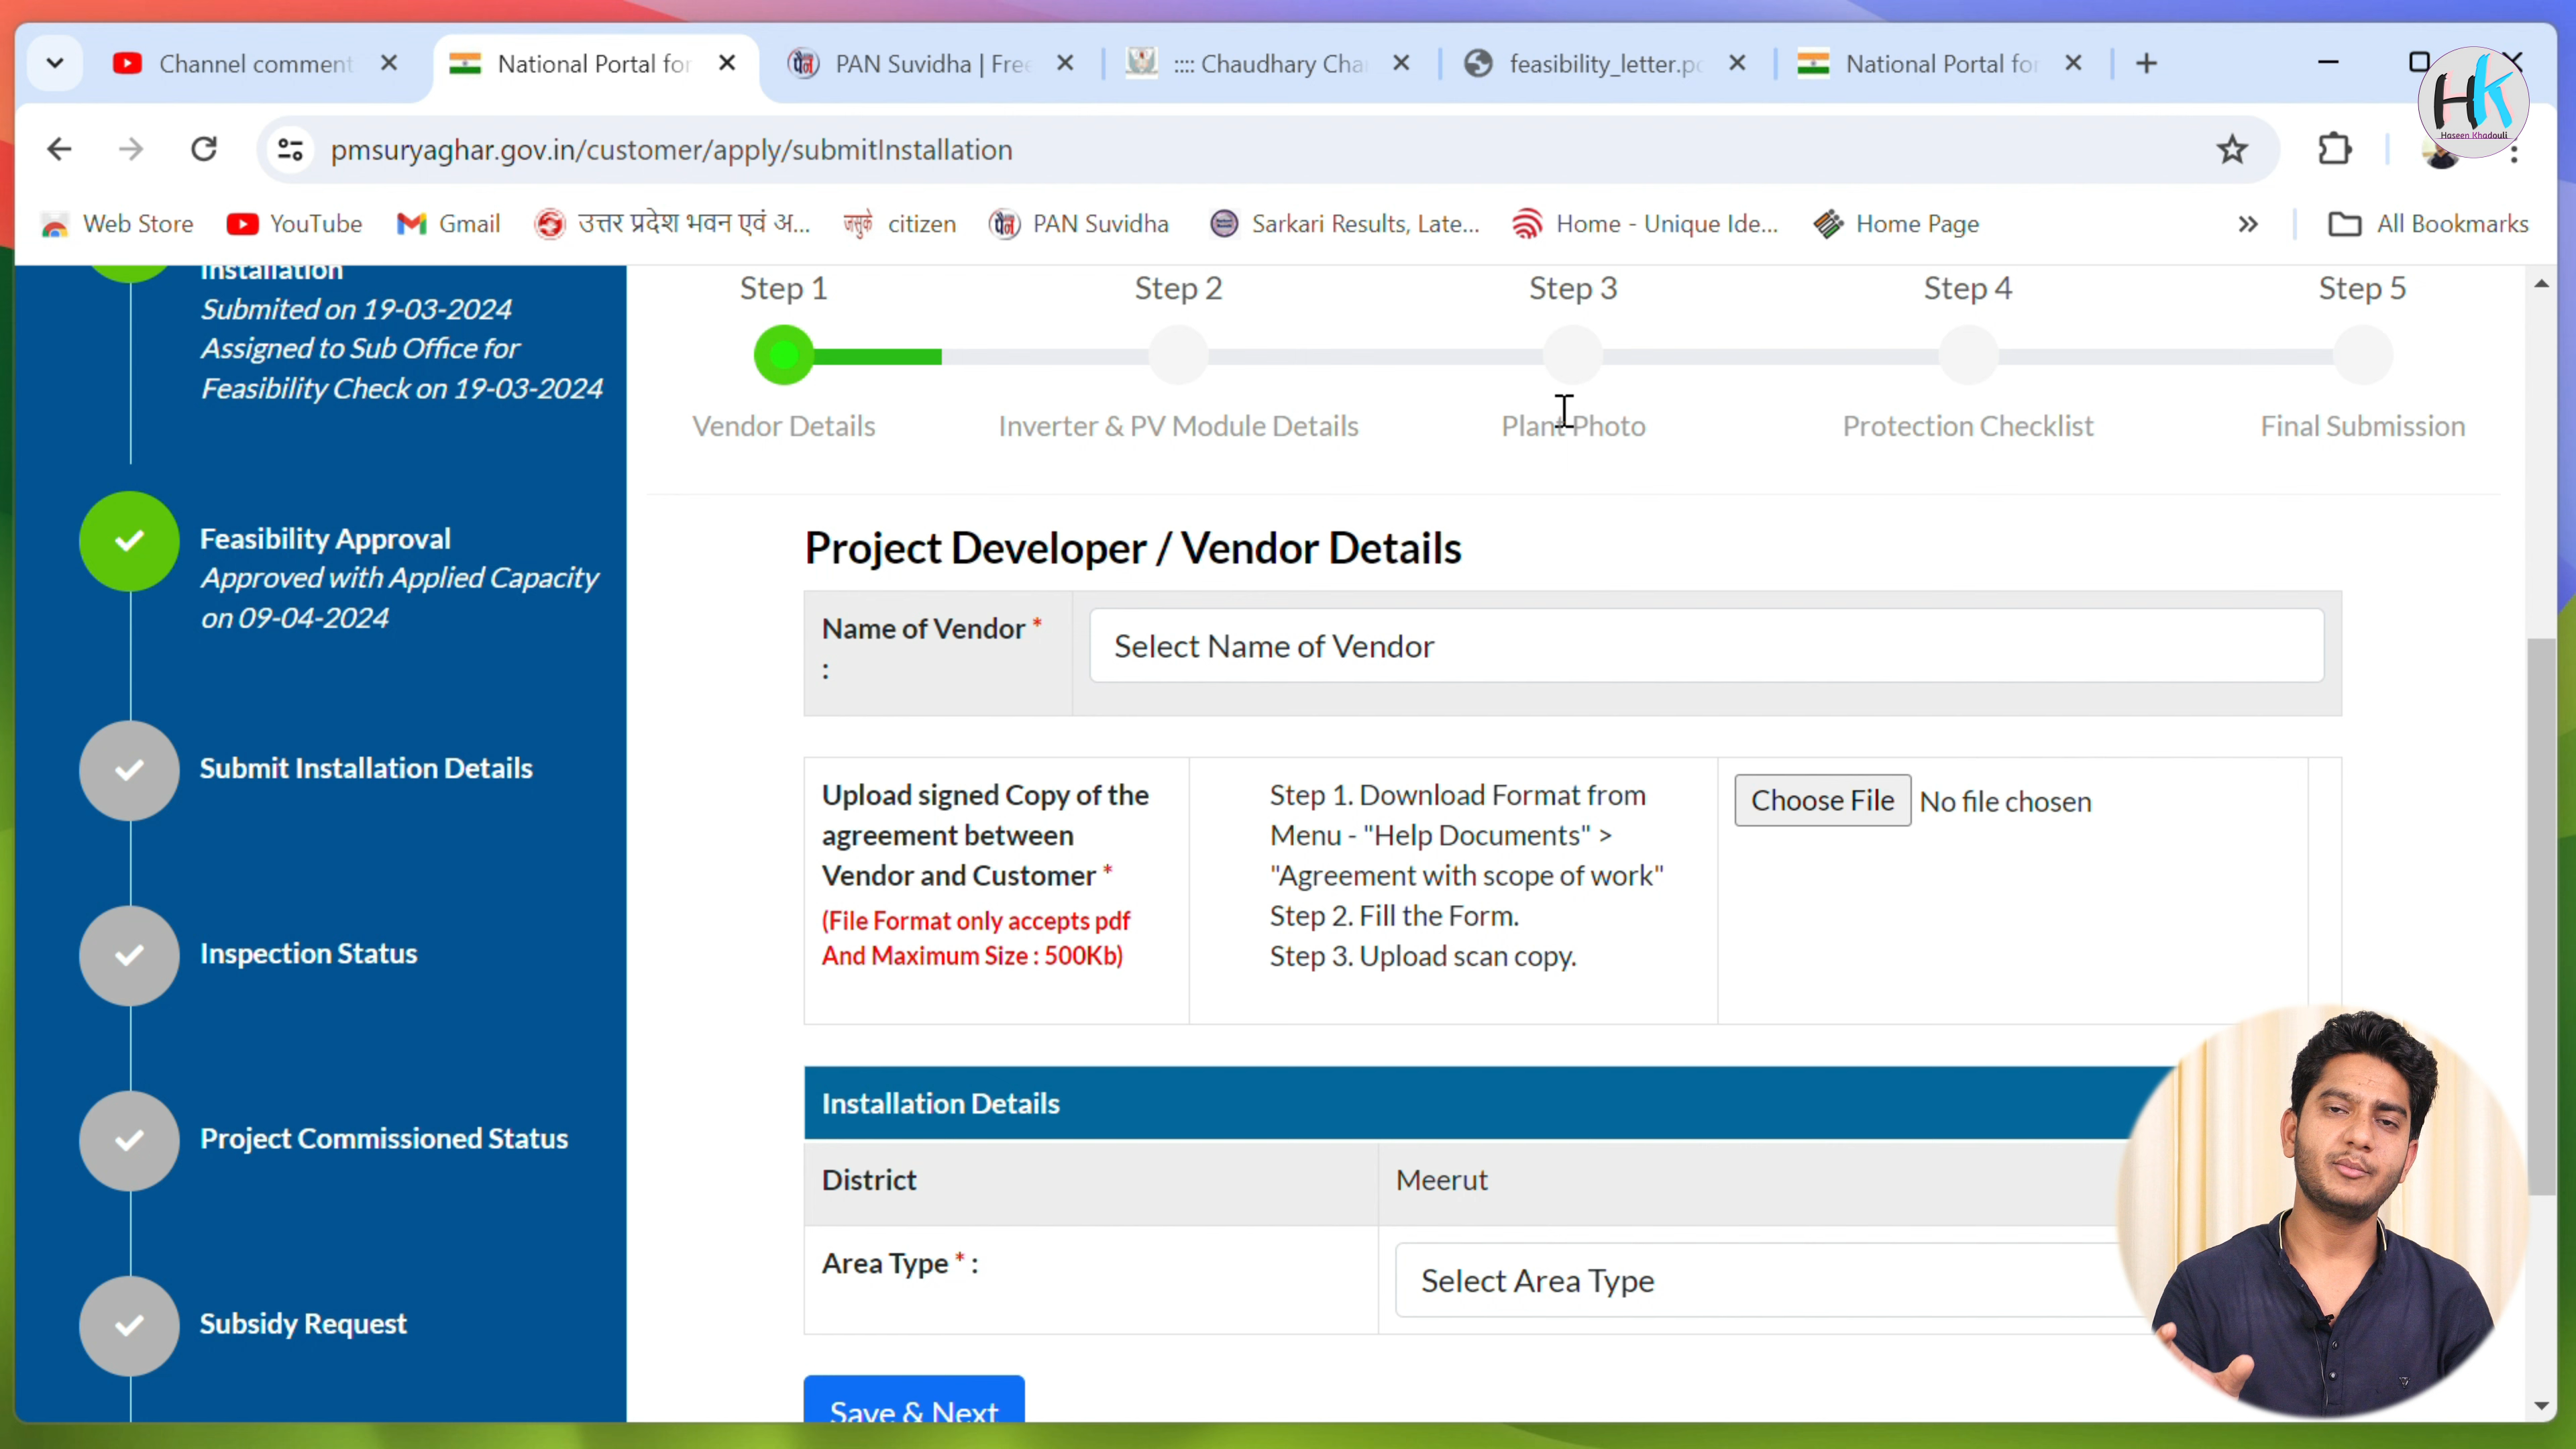 Channel comment
National Portal for
PAN Suvidha | Free
:::: Chaudhary Cha
feasibility_letter.pd
National Portal for
HK
Haseen Khadouli
pmsuryaghar.gov.in/customer/apply/submitInstallation
Web Store
YouTube
Gmail
उत्तर प्रदेश भवन एवं अ...
citizen
PAN Suvidha
Sarkari Results, Late...
Home - Unique Ide...
Home Page
All Bookmarks
Installation
Submited on 19-03-2024
Assigned to Sub Office for
Feasibility Check on 19-03-2024
Feasibility Approval
Approved with Applied Capacity
on 09-04-2024
Submit Installation Details
Inspection Status
Project Commissioned Status
Subsidy Request
Step 1
Step 2
Step 3
Step 4
Step 5
Vendor Details
Inverter & PV Module Details
Plant Photo
Protection Checklist
Final Submission
Project Developer / Vendor Details
Name of Vendor *
:
Select Name of Vendor
Upload signed Copy of the
agreement between
Vendor and Customer *
(File Format only accepts pdf
And Maximum Size : 500Kb)
Step 1. Download Format from
Menu - "Help Documents" >
"Agreement with scope of work"
Step 2. Fill the Form.
Step 3. Upload scan copy.
Choose File No file chosen
Installation Details
District
Meerut
Area Type * :
Select Area Type
Save & Next